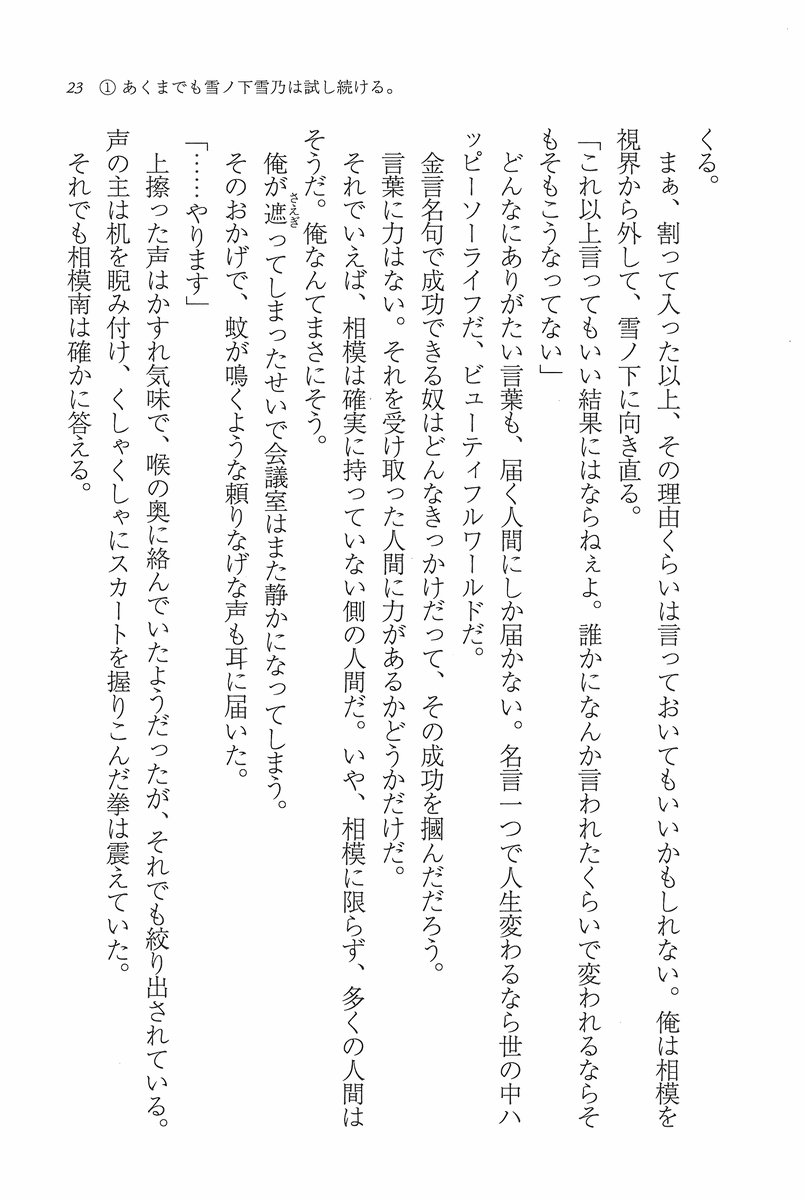 23 ① あくまでも雪ノ下雪乃は試し続ける。
くる。
　まぁ、割って入った以上、その理由くらいは言っておいてもいいかもしれない。俺は相模を
視界から外して、雪ノ下に向き直る。
「これ以上言ってもいい結果にはならねぇよ。誰かになんか言われたくらいで変われるならそ
もそもこうなってない」
　どんなにありがたい言葉も、届く人間にしか届かない。名言一つで人生変わるなら世の中ハ
ッピーソーライフだ、ビューティフルワールドだ。
　金言名句で成功できる奴はどんなきっかけだって、その成功を摑んだだろう。
　言葉に力はない。それを受け取った人間に力があるかどうかだけだ。
　それでいえば、相模は確実に持っていない側の人間だ。いや、相模に限らず、多くの人間は
そうだ。俺なんてまさにそう。
　俺が遮さえぎってしまったせいで会議室はまた静かになってしまう。
　そのおかげで、蚊が鳴くような頼りなげな声も耳に届いた。
「……やります」
　上擦った声はかすれ気味で、喉の奥に絡んでいたようだったが、それでも絞り出されている。
声の主は机を睨み付け、くしゃくしゃにスカートを握りこんだ拳は震えていた。
　それでも相模南は確かに答える。